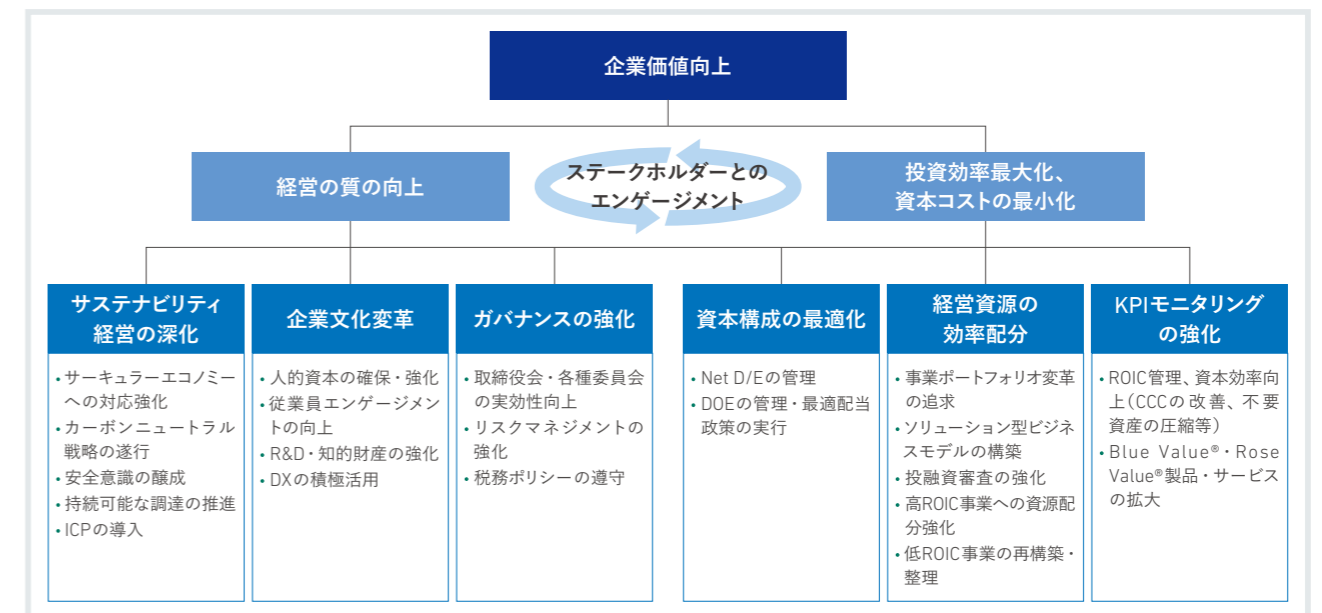 企業価値向上
経営の質の向上
ステークホルダーとの
エンゲージメント
投資効率最大化、
資本コストの最小化
サステナビリティ
経営の深化
・サーキュラーエコノミー
への対応強化
・カーボンニュートラル
戦略の遂行
・安全意識の醸成
・持続可能な調達の推進
・ICPの導入
企業文化変革
・人的資本の確保・強化
・従業員エンゲージメン
トの向上
・R&D・知的財産の強化
・DXの積極活用
ガバナンスの強化
・取締役会・各種委員会
の実効性向上
・リスクマネジメントの
強化
・税務ポリシーの遵守
資本構成の最適化
・Net D/Eの管理
・DOEの管理・最適配当
政策の実行
経営資源の
効率配分
・事業ポートフォリオ変革
の追求
・ソリューション型ビジネ
スモデルの構築
・投融資審査の強化
・高ROIC事業への資源配
分強化
・低ROIC事業の再構築・
整理
KPIモニタリング
の強化
・ROIC管理、資本効率向
上(CCCの改善、不要
資産の圧縮等)
・Blue Value®・Rose
Value®製品・サービス
の拡大